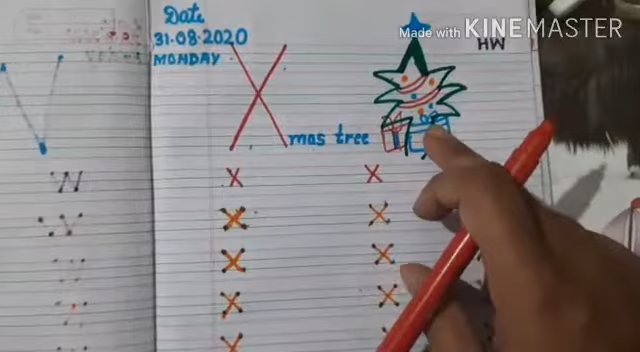 Date
31.08.2020
MONDAY
Made with KINEMASTER
HW
X
mas tree
X X
X X
X X
X X
X
V
W